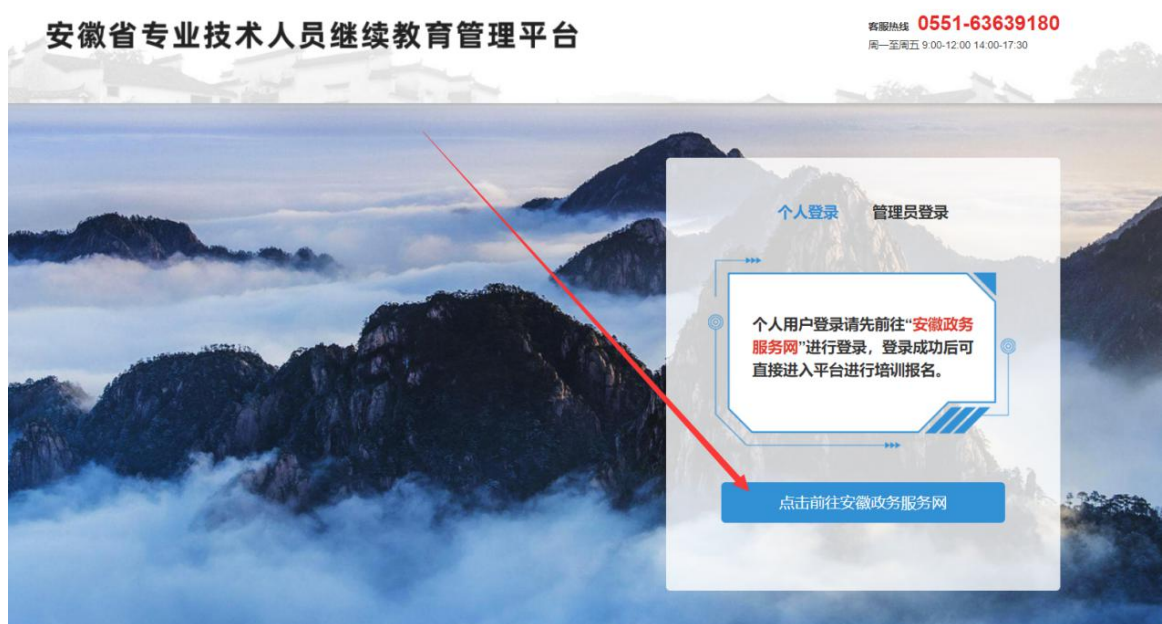 安徽省专业技术人员继续教育管理平台
客服热线 0551-63639180
周一至周五 9:00-12:00 14:00-17:30
个人登录 管理员登录
个人用户登录请先前往“安徽政务
服务网”进行登录，登录成功后可
直接进入平台进行培训报名。
点击前往安徽政务服务网